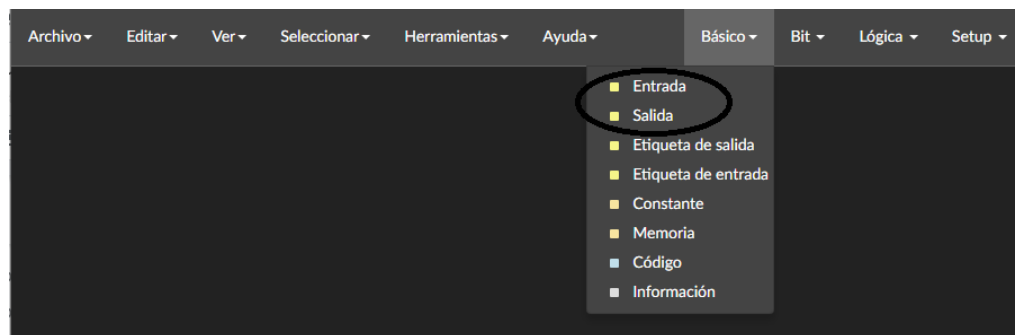 Archivo Editar Ver Seleccionar Herramientas Ayuda Básico Bit Lógica Setup
Entrada
Salida
Etiqueta de salida
Etiqueta de entrada
Constante
Memoria
Código
Información